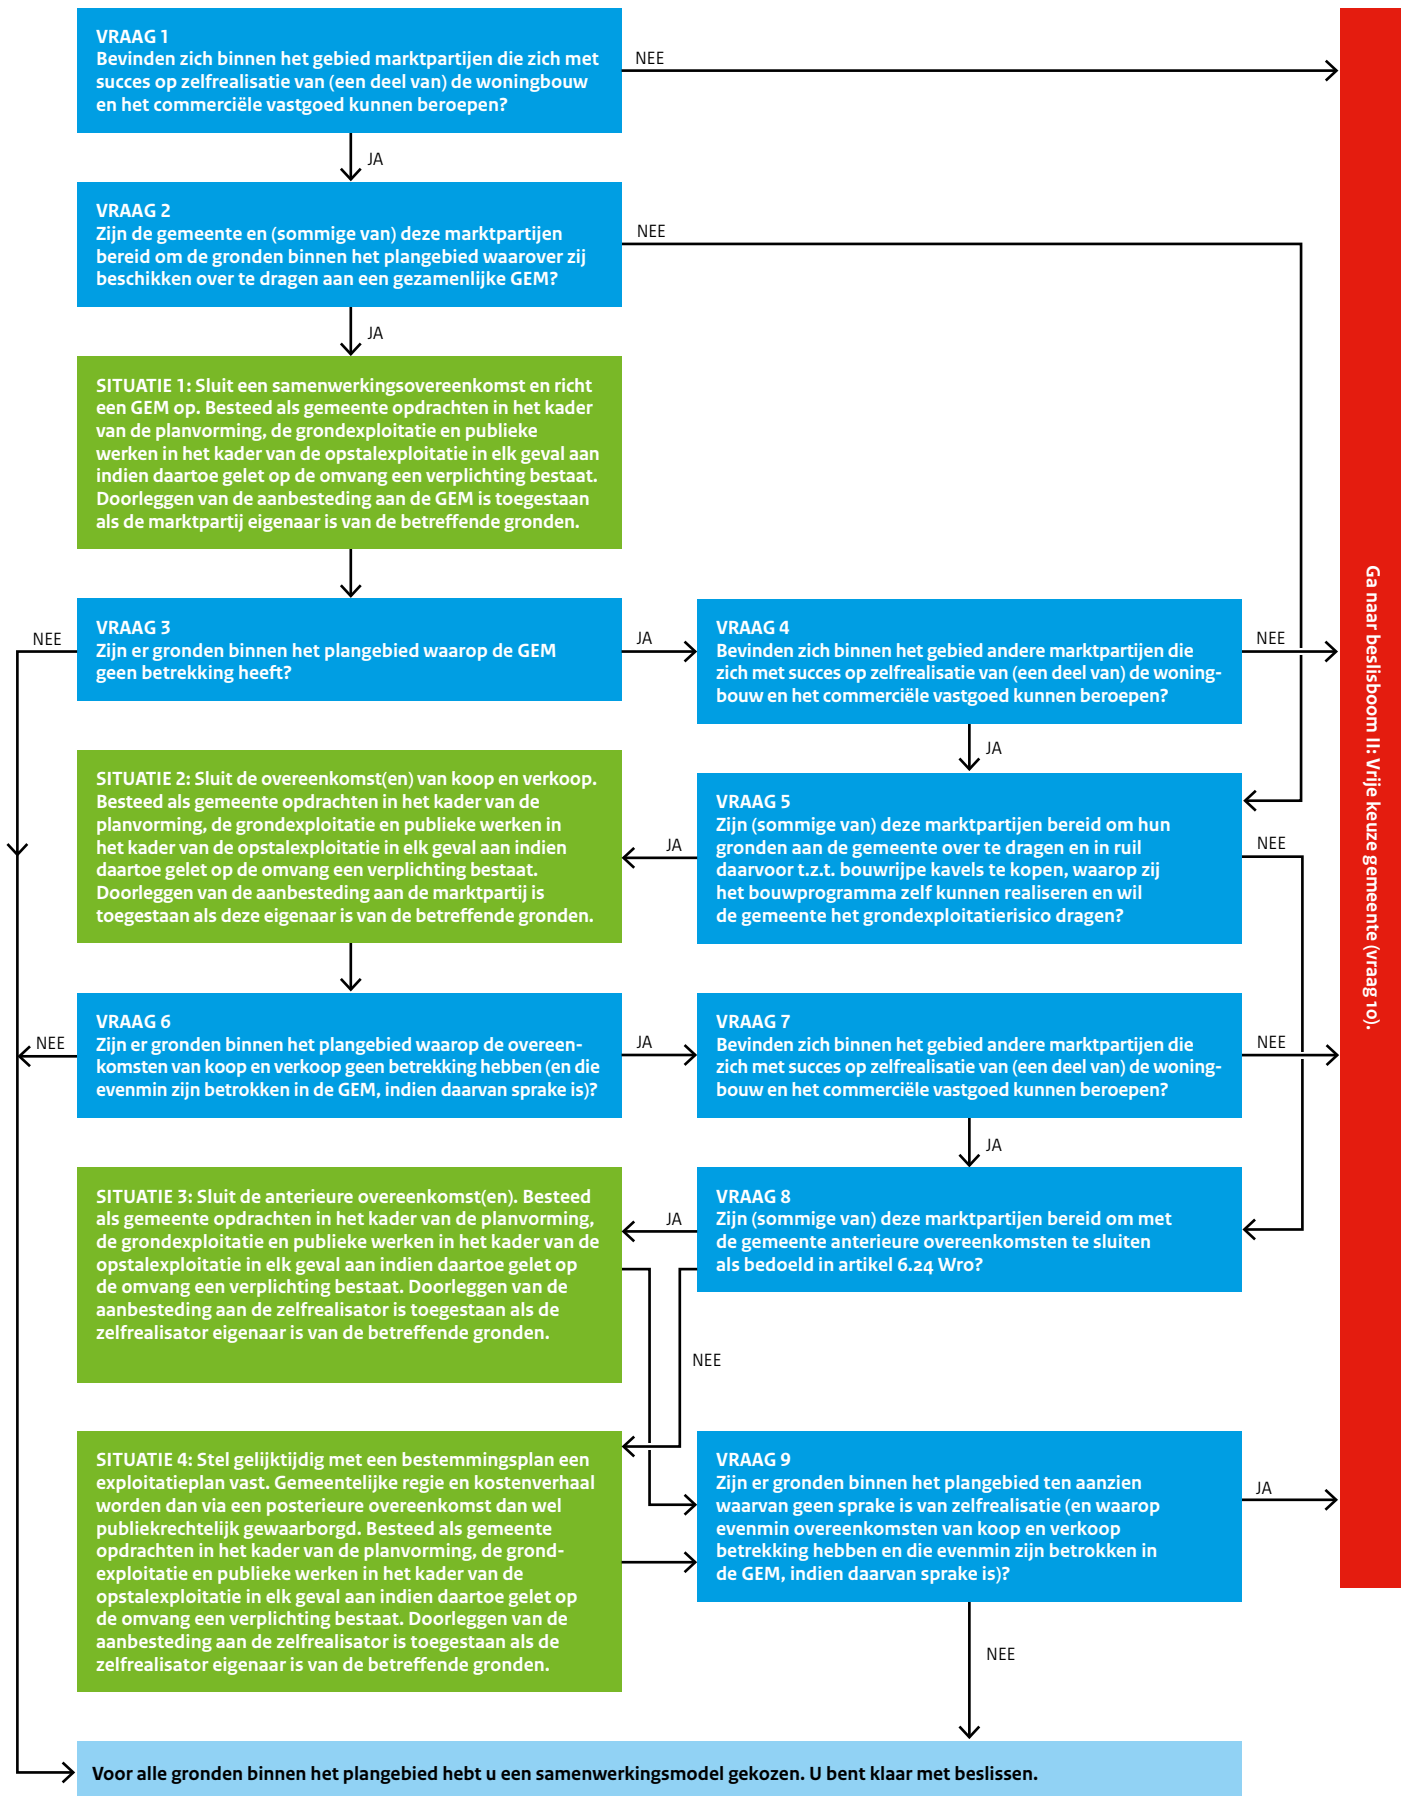 VRAAG 1
Bevinden zich binnen het gebied marktpartijen die zich met
succes op zelfrealisatie van (een deel van) de woningbouw
en het commerciële vastgoed kunnen beroepen?
NEE
JA
VRAAG 2
Zijn de gemeente en (sommige van) deze marktpartijen
bereid om de gronden binnen het plangebied waarover zij
beschikken over te dragen aan een gezamenlijke GEM?
NEE
JA
SITUATIE 1: Sluit een samenwerkingsovereenkomst en richt
een GEM op. Besteed als gemeente opdrachten in het kader
van de planvorming, de grondexploitatie en publieke
werken in het kader van de opstalexploitatie in elk geval aan
indien daartoe gelet op de omvang een verplichting bestaat.
Doorleggen van de aanbesteding aan de GEM is toegestaan
als de marktpartij eigenaar is van de betreffende gronden.
NEE
VRAAG 3
Zijn er gronden binnen het plangebied waarop de GEM
geen betrekking heeft?
JA
VRAAG 4
Bevinden zich binnen het gebied andere marktpartijen die
zich met succes op zelfrealisatie van (een deel van) de woning-
bouw en het commerciële vastgoed kunnen beroepen?
NEE
JA
SITUATIE 2: Sluit de overeenkomst(en) van koop en verkoop.
Besteed als gemeente opdrachten in het kader van de
planvorming, de grondexploitatie en publieke werken in
het kader van de opstalexploitatie in elk geval aan indien
daartoe gelet op de omvang een verplichting bestaat.
Doorleggen van de aanbesteding aan de marktpartij is
toegestaan als deze eigenaar is van de betreffende gronden.
JA
VRAAG 5
Zijn (sommige van) deze marktpartijen bereid om hun
gronden aan de gemeente over te dragen en in ruil
daarvoor t.z.t. bouwrijpe kavels te kopen, waarop zij
het bouwprogramma zelf kunnen realiseren en wil
de gemeente het grondexploitatierisico dragen?
NEE
NEE
VRAAG 6
Zijn er gronden binnen het plangebied waarop de overeen-
komsten van koop en verkoop geen betrekking hebben (en die
evenmin zijn betrokken in de GEM, indien daarvan sprake is)?
JA
VRAAG 7
Bevinden zich binnen het gebied andere marktpartijen die
zich met succes op zelfrealisatie van (een deel van) de woning-
bouw en het commerciële vastgoed kunnen beroepen?
NEE
JA
SITUATIE 3: Sluit de anterieure overeenkomst(en). Besteed
als gemeente opdrachten in het kader van de planvorming,
de grondexploitatie en publieke werken in het kader van de
opstalexploitatie in elk geval aan indien daartoe gelet op
de omvang een verplichting bestaat. Doorleggen van de
aanbesteding aan de zelfrealisator is toegestaan als de
zelfrealisator eigenaar is van de betreffende gronden.
JA
VRAAG 8
Zijn (sommige van) deze marktpartijen bereid om met
de gemeente anterieure overeenkomsten te sluiten
als bedoeld in artikel 6.24 Wro?
NEE
SITUATIE 4: Stel gelijktijdig met een bestemmingsplan een
exploitatieplan vast. Gemeentelijke regie en kostenverhaal
worden dan via een posterieure overeenkomst dan wel
publiekrechtelijk gewaarborgd. Besteed als gemeente
opdrachten in het kader van de planvorming, de grond-
exploitatie en publieke werken in het kader van de
opstalexploitatie in elk geval aan indien daartoe gelet op
de omvang een verplichting bestaat. Doorleggen van de
aanbesteding aan de zelfrealisator is toegestaan als de
zelfrealisator eigenaar is van de betreffende gronden.
VRAAG 9
Zijn er gronden binnen het plangebied ten aanzien
waarvan geen sprake is van zelfrealisatie (en waarop
evenmin overeenkomsten van koop en verkoop
betrekking hebben en die evenmin zijn betrokken in
de GEM, indien daarvan sprake is)?
JA
NEE
Voor alle gronden binnen het plangebied hebt u een samenwerkingsmodel gekozen. U bent klaar met beslissen.
Ga naar beslisboom II: Vrije keuze gemeente (vraag 10).